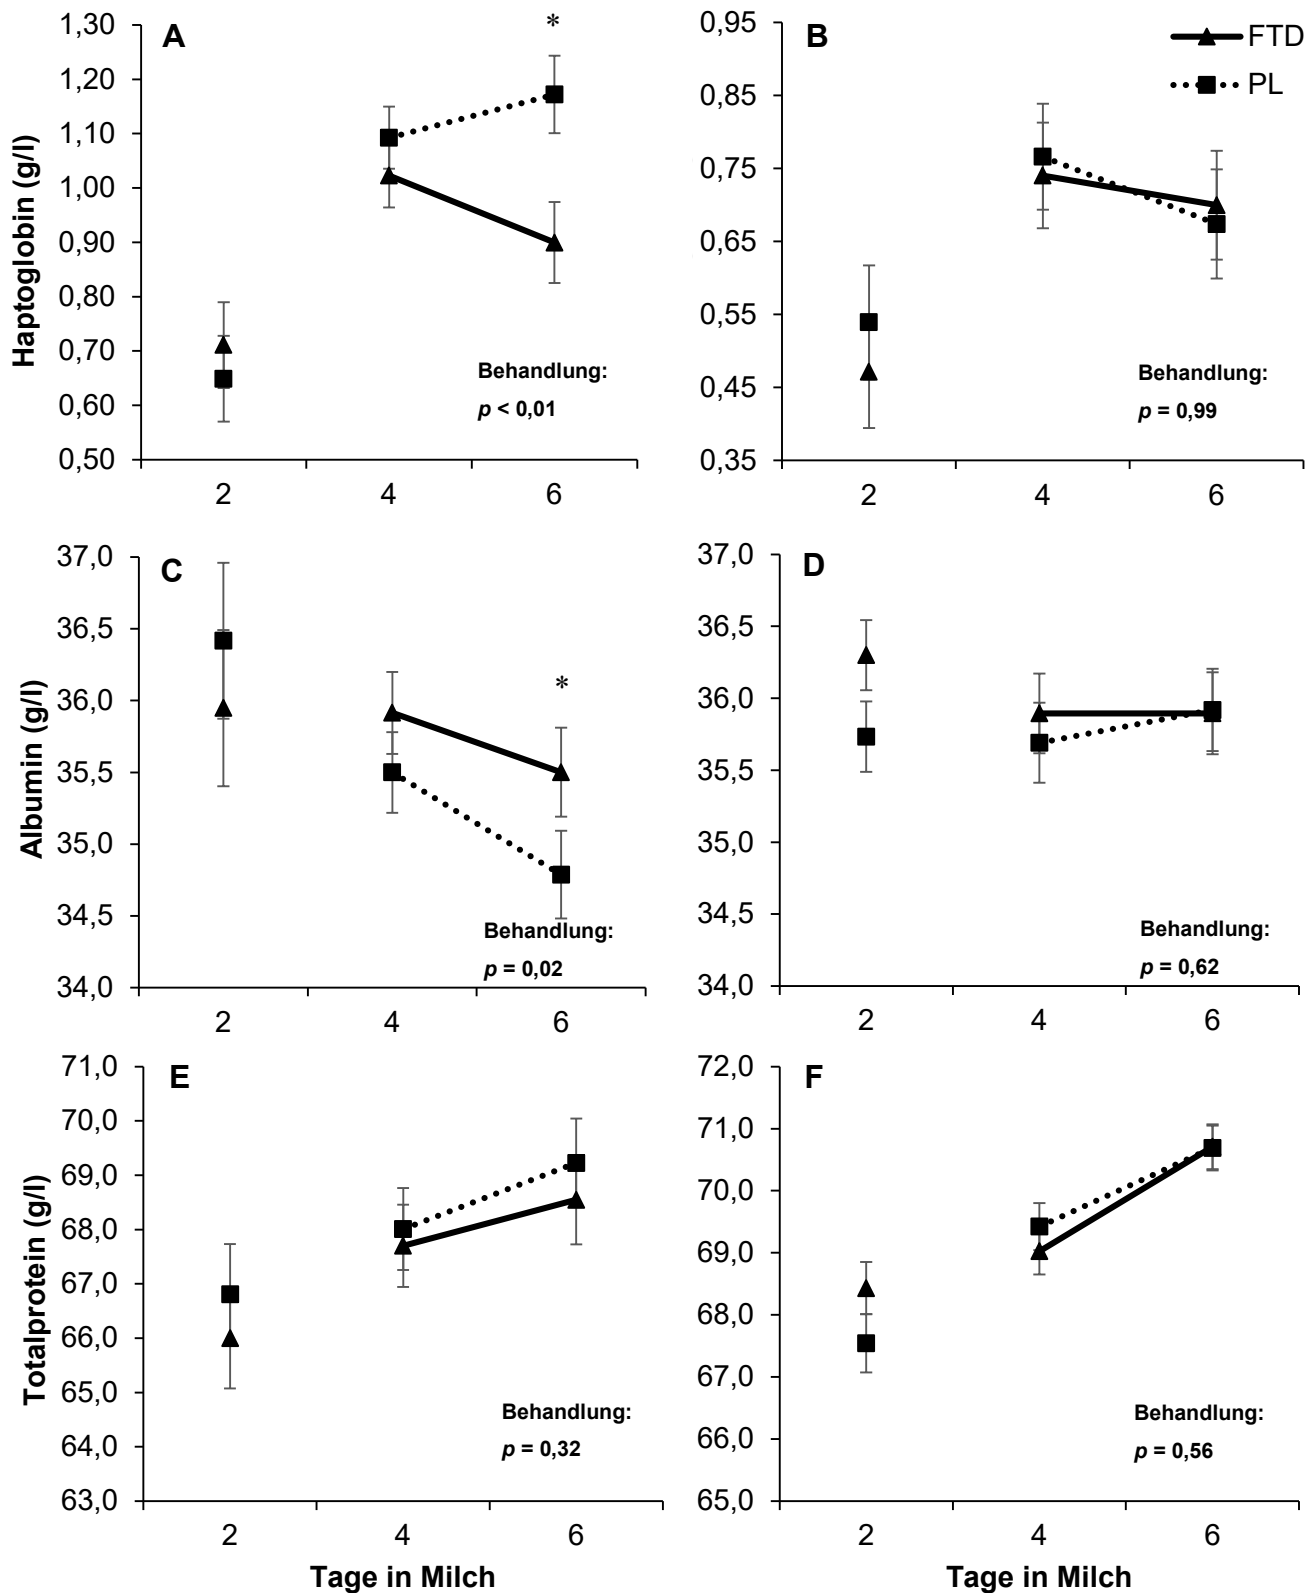 A
*
Haptoglobin (g/l)
1,30
1,20
1,10
1,00
0,90
0,80
0,70
0,60
0,50
Behandlung:
p < 0,01
2 4 6
B
FTD
PL
0,95
0,85
0,75
0,65
0,55
0,45
0,35
Behandlung:
p = 0,99
2 4 6
C
*
Albumin (g/l)
37,0
36,5
36,0
35,5
35,0
34,5
34,0
Behandlung:
p = 0,02
2 4 6
D
37,0
36,5
36,0
35,5
35,0
34,5
34,0
Behandlung:
p = 0,62
2 4 6
E
Totalprotein (g/l)
71,0
70,0
69,0
68,0
67,0
66,0
65,0
64,0
63,0
Behandlung:
p = 0,32
2 4 6
Tage in Milch
F
72,0
71,0
70,0
69,0
68,0
67,0
66,0
65,0
Behandlung:
p = 0,56
2 4 6
Tage in Milch